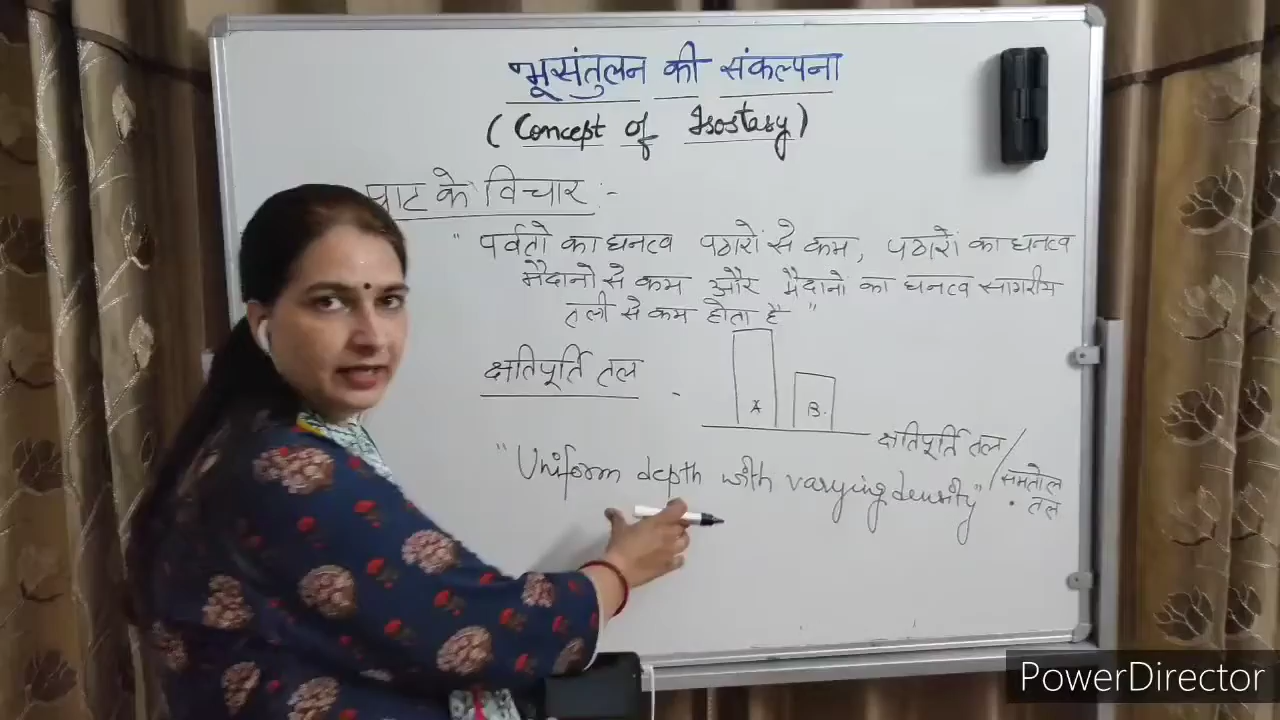 भूसंतुलन की संकल्पना
(Concept of Isostasy)
प्राट के विचार :-
" पर्वतो का घनत्व पठारों से कम, पठारों का घनत्व
मैदानो से कम और मैदानो का घनत्व सागरीय
तली से कम होता है "
क्षतिपूर्ति तल -
A B.
क्षतिपूर्ति तल /
समतोल
तल
"Uniform depth with varying density"
PowerDirector